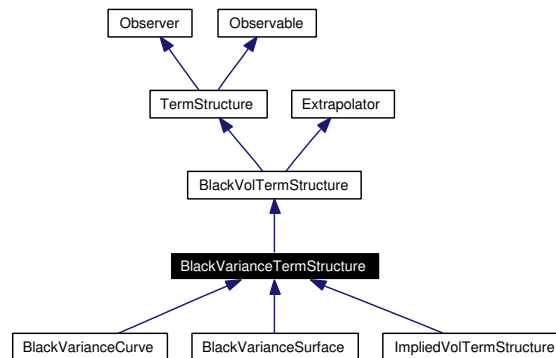 Observer Observable
TermStructure Extrapolator
BlackVolTermStructure
BlackVarianceTermStructure
BlackVarianceCurve BlackVarianceSurface ImpliedVolTermStructure